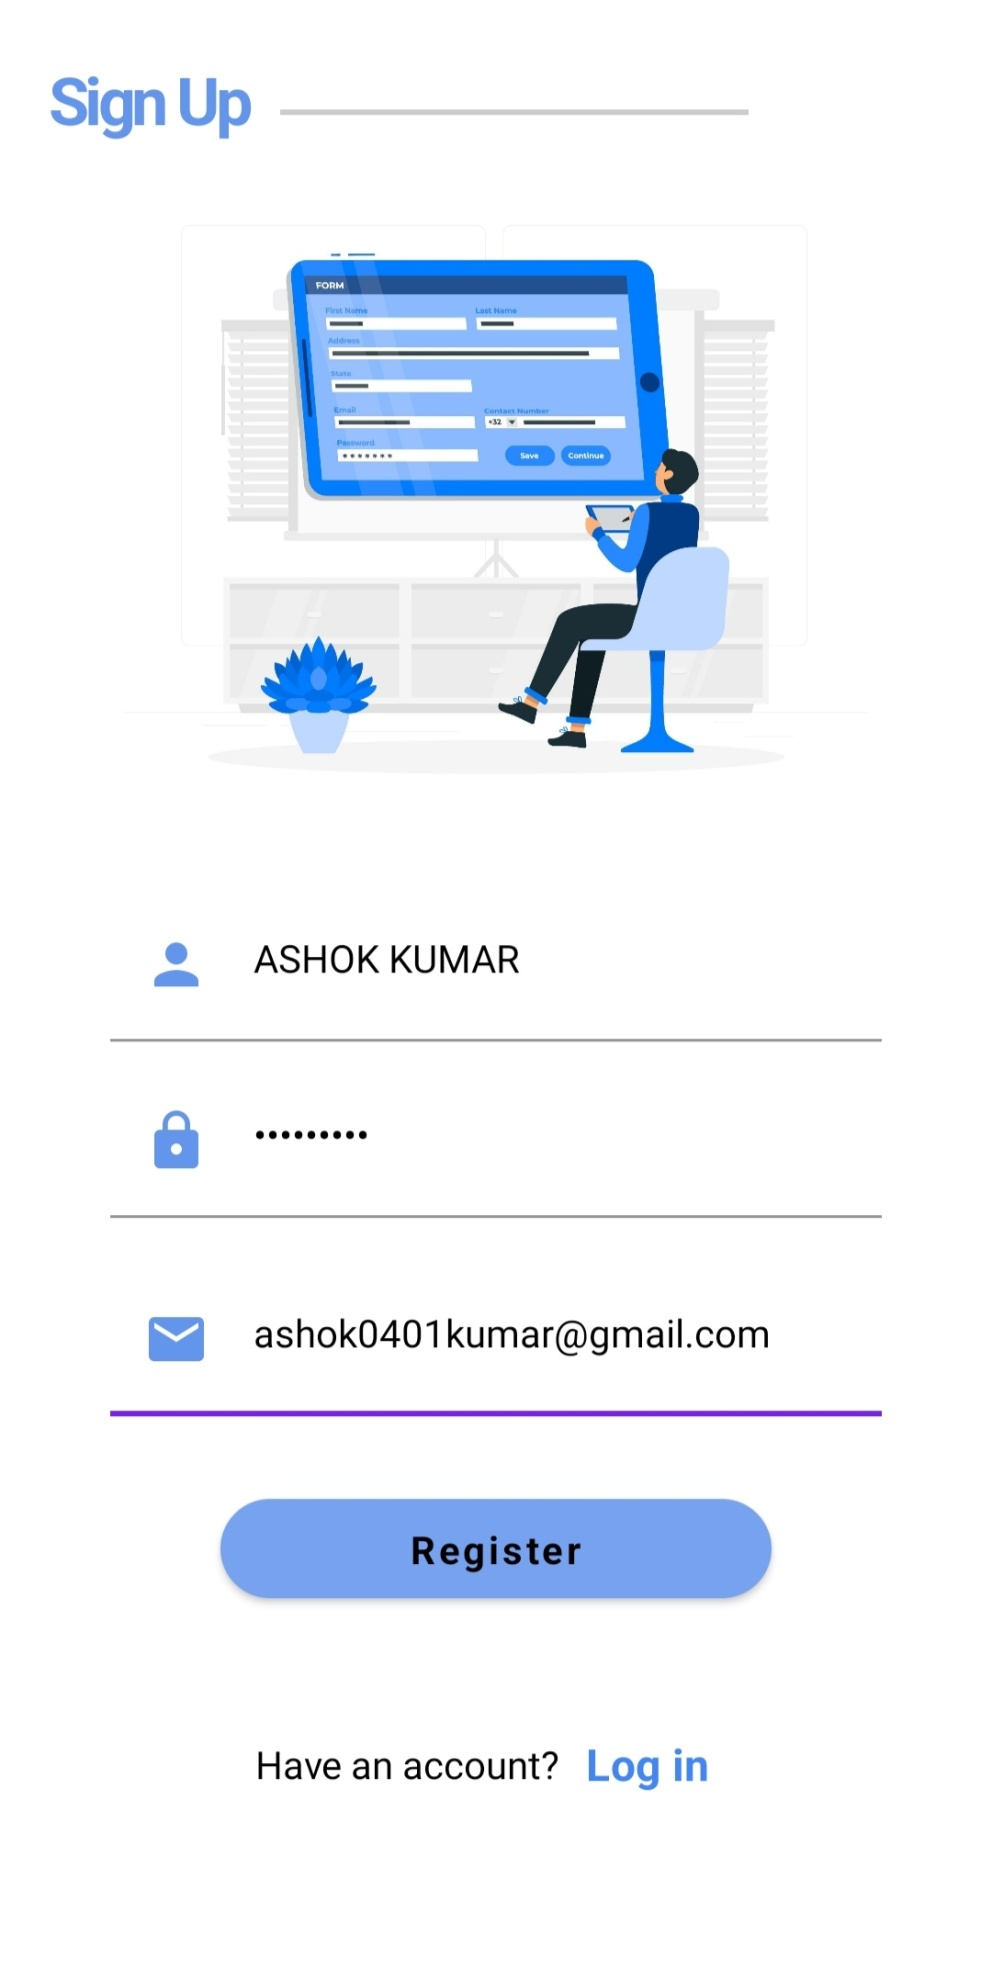 Sign Up
FORM
First Name Last Name
Address
State
Email Contact Number
+32
Password
Save Continue
ASHOK KUMAR
•••••••••
ashok0401kumar@gmail.com
Register
Have an account? Log in